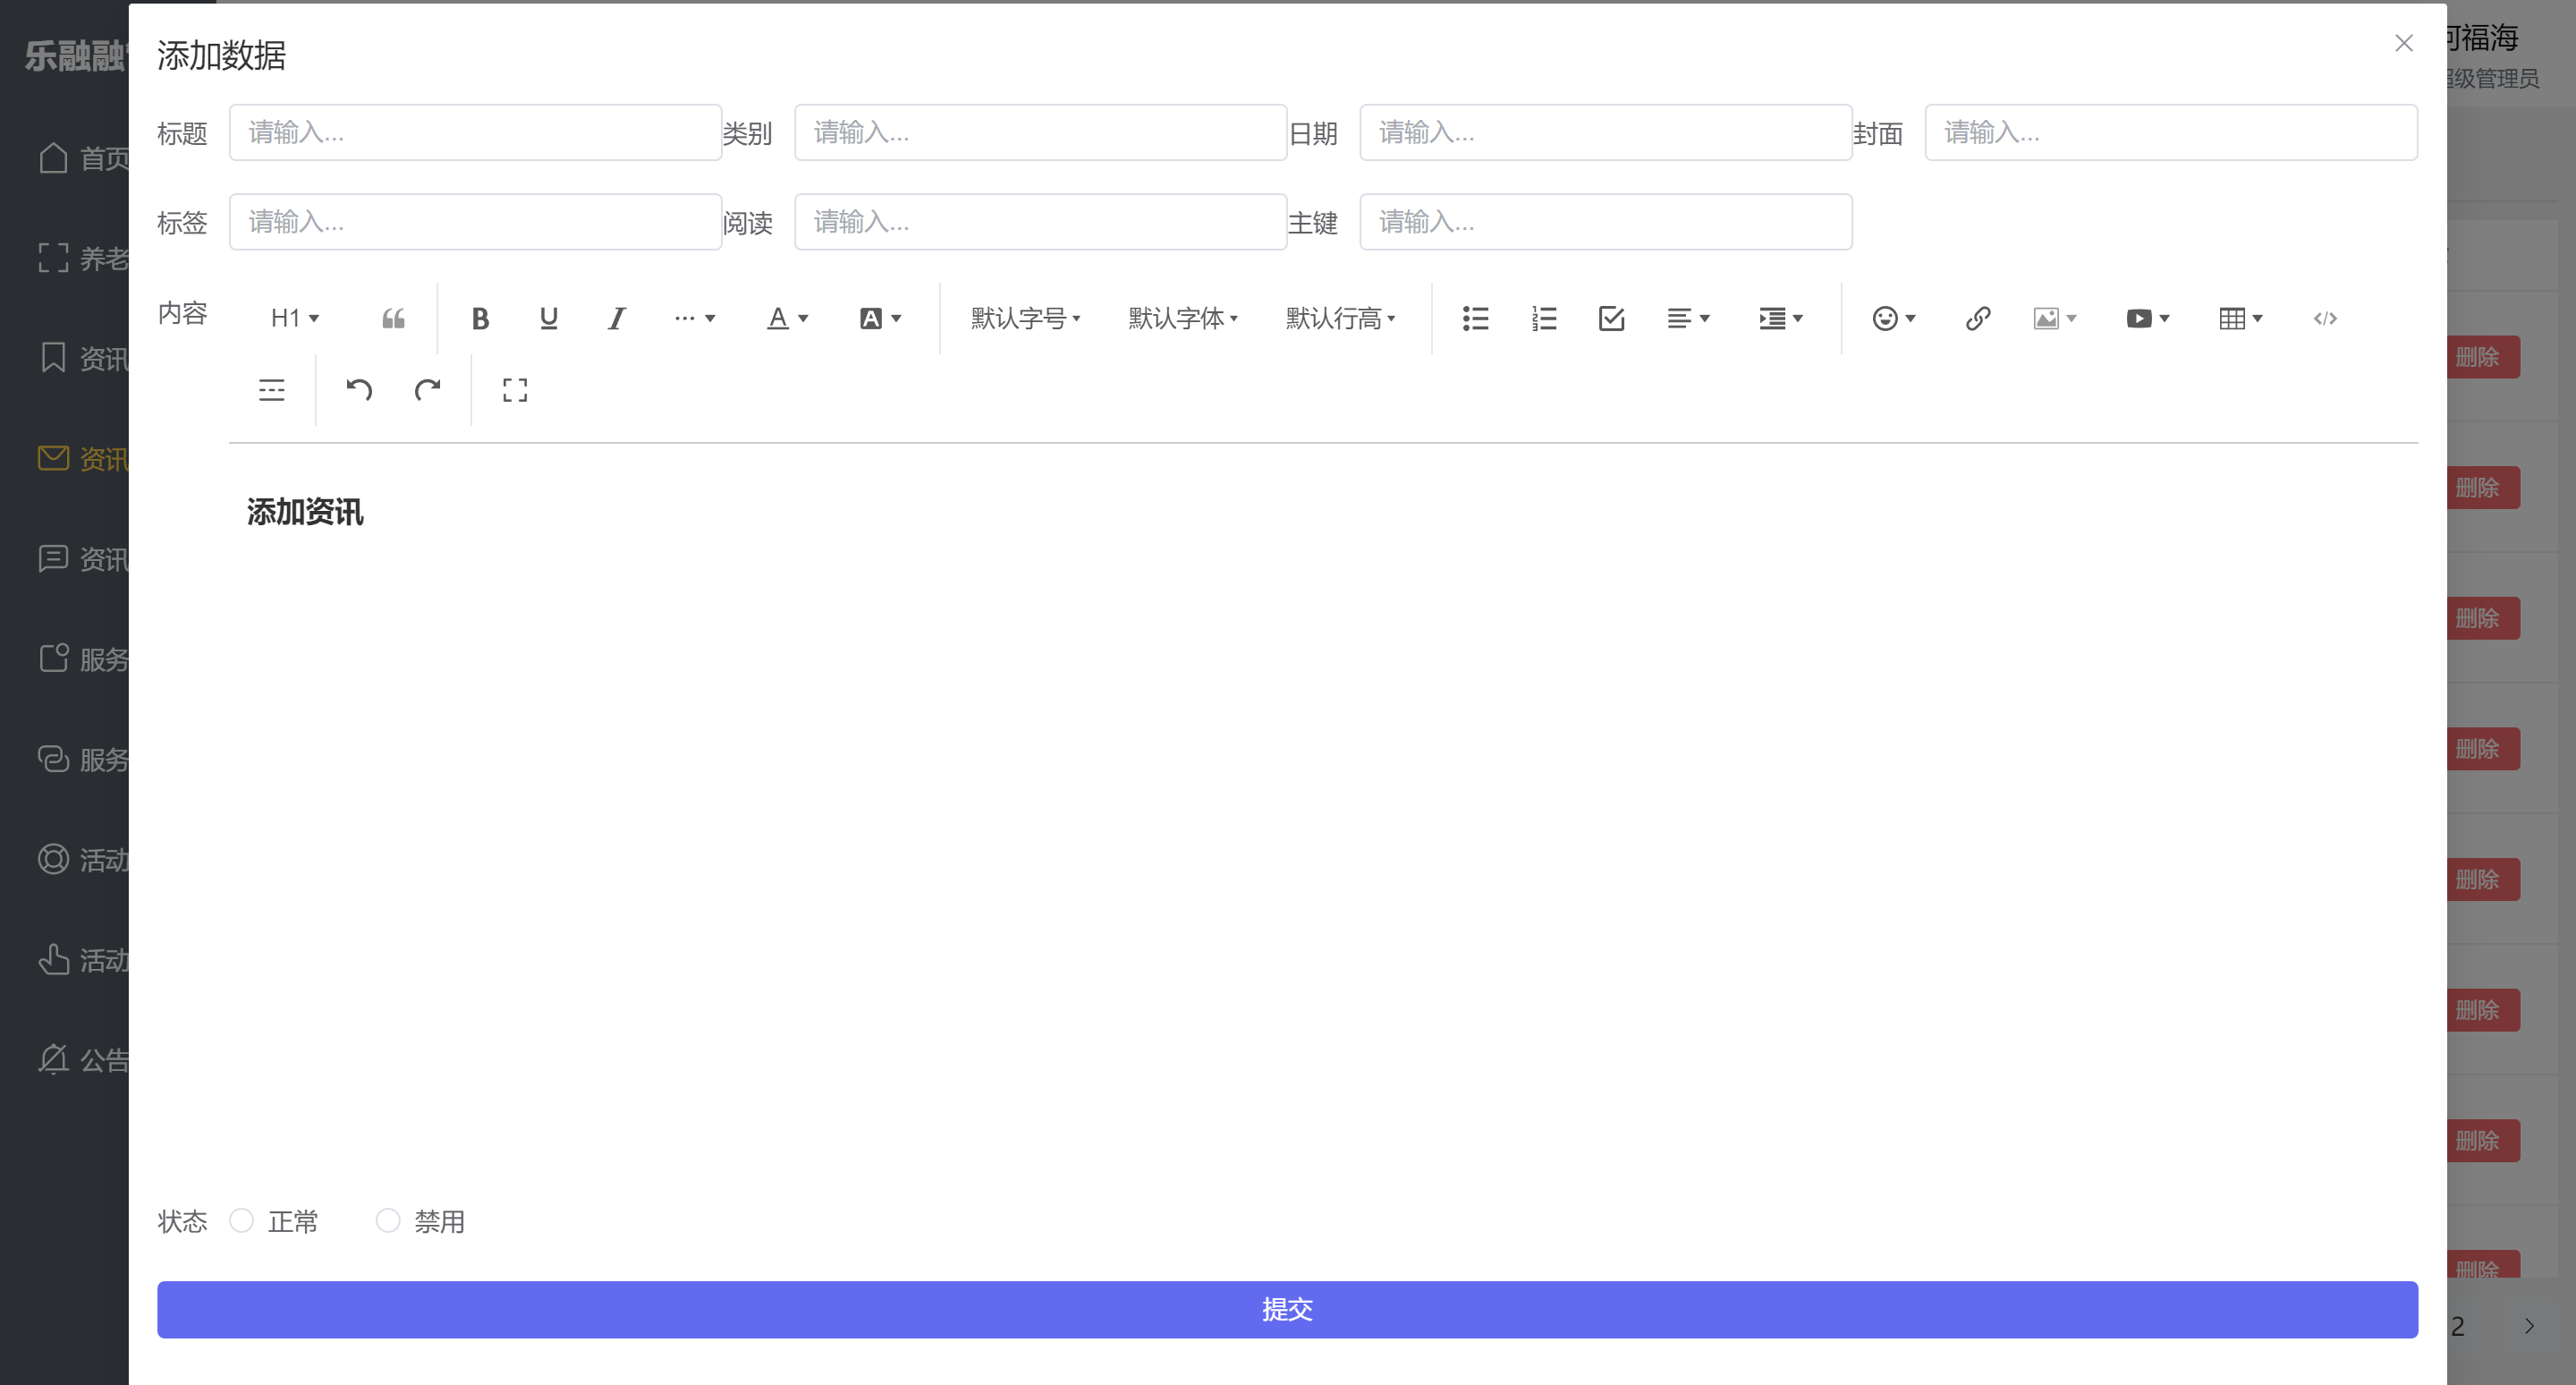 乐融融
河福海
超级管理员
首页
养老
资讯
资讯
资讯
服务
服务
活动
活动
公告
添加数据
标题 请输入... 类别 请输入... 日期 请输入... 封面 请输入...
标签 请输入... 阅读 请输入... 主键 请输入...
内容 H1 B U I A A 默认字号 默认字体 默认行高
添加资讯
状态 正常 禁用
提交
删除
删除
删除
删除
删除
删除
删除
删除
2